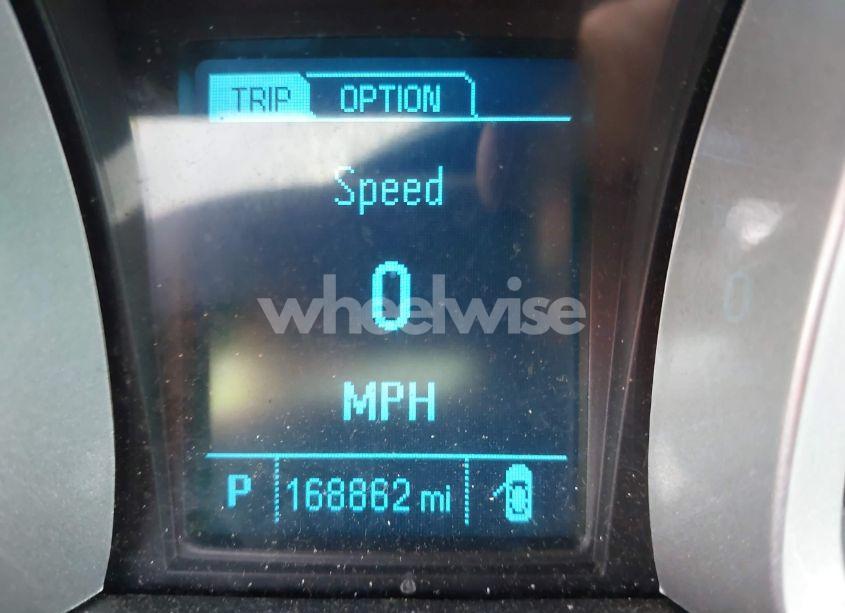 TRIP OPTION
Speed
0
wheelwise
MPH
P 168862 mi